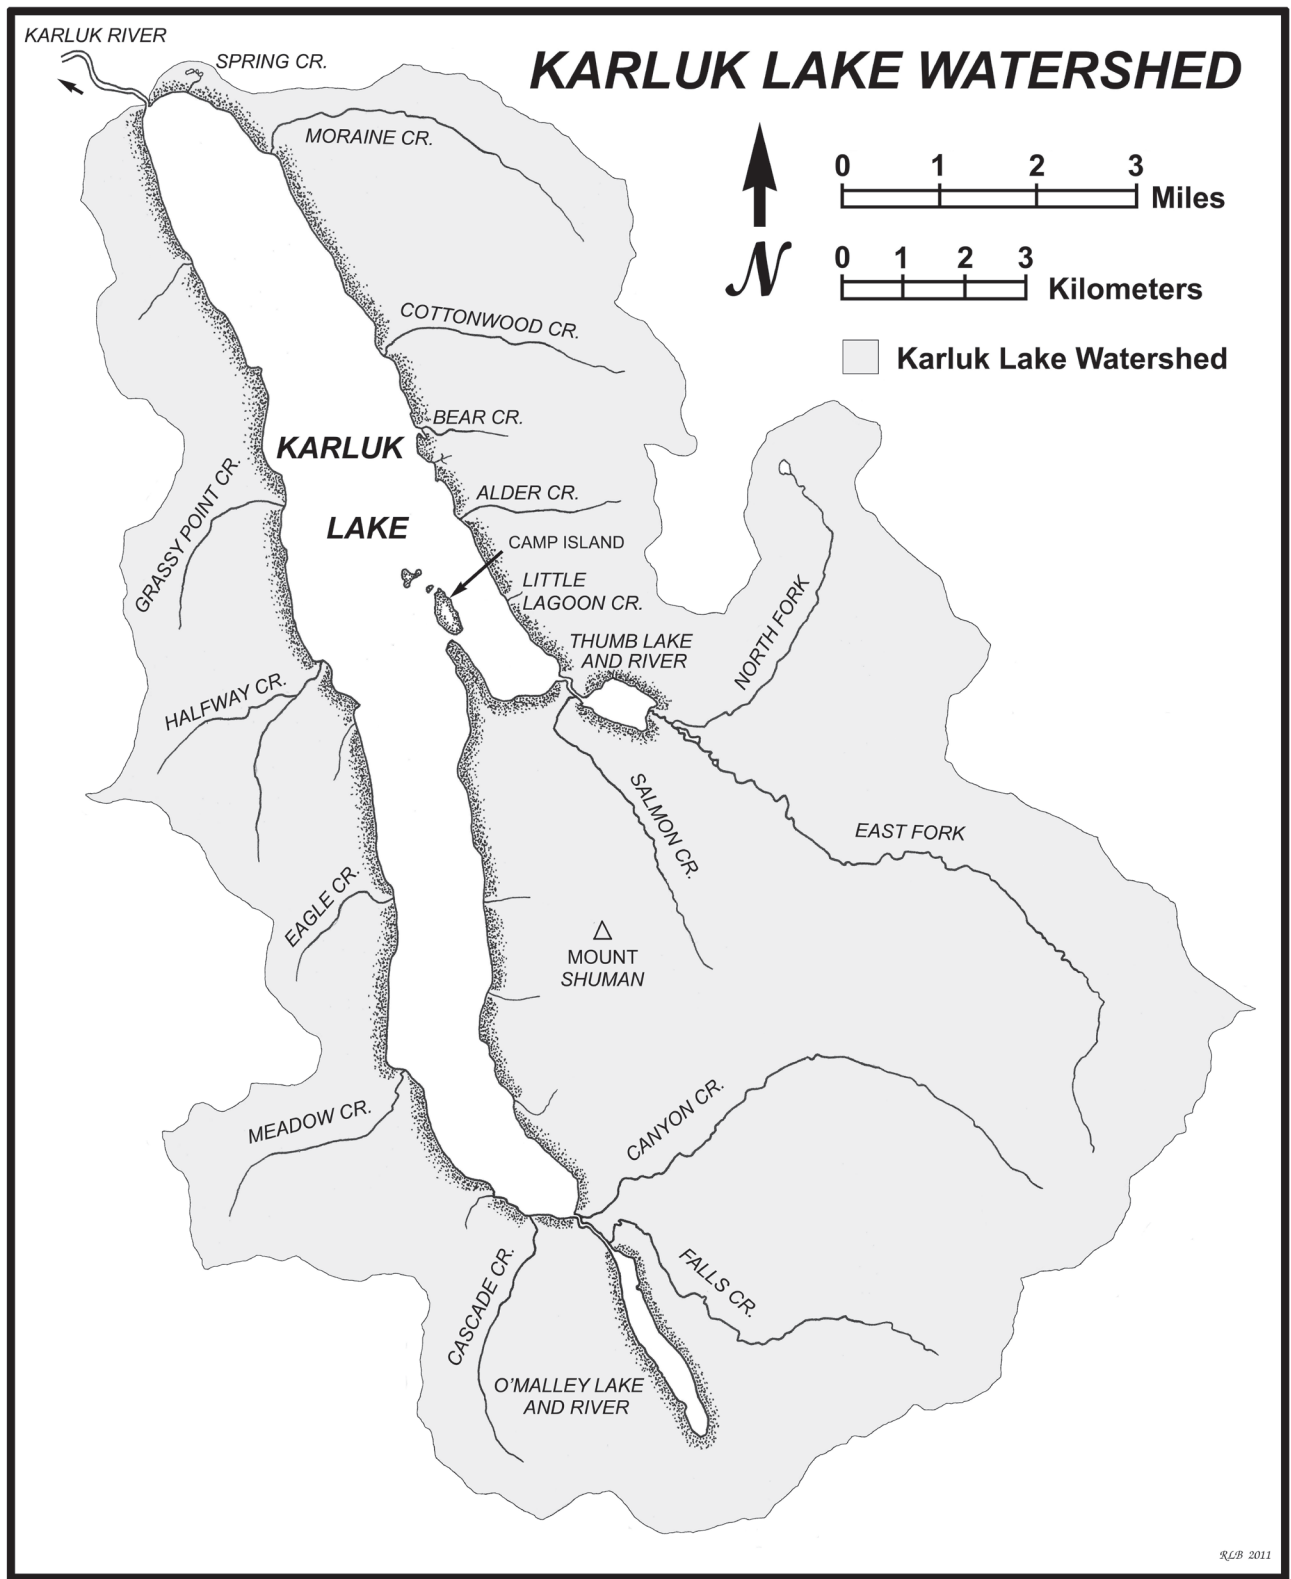 KARLUK RIVER
SPRING CR.
KARLUK LAKE WATERSHED
MORAINE CR.
0 1 2 3
Miles
N
0 1 2 3
Kilometers
COTTONWOOD CR.
Karluk Lake Watershed
BEAR CR.
KARLUK
GRASSY POINT CR.
ALDER CR.
LAKE
CAMP ISLAND
LITTLE
LAGOON CR.
THUMB LAKE
AND RIVER
NORTH FORK
HALFWAY CR.
SALMON CR.
EAST FORK
EAGLE CR.
MOUNT
SHUMAN
MEADOW CR.
CANYON CR.
CASCADE CR.
FALLS CR.
O'MALLEY LAKE
AND RIVER
RLB 2011